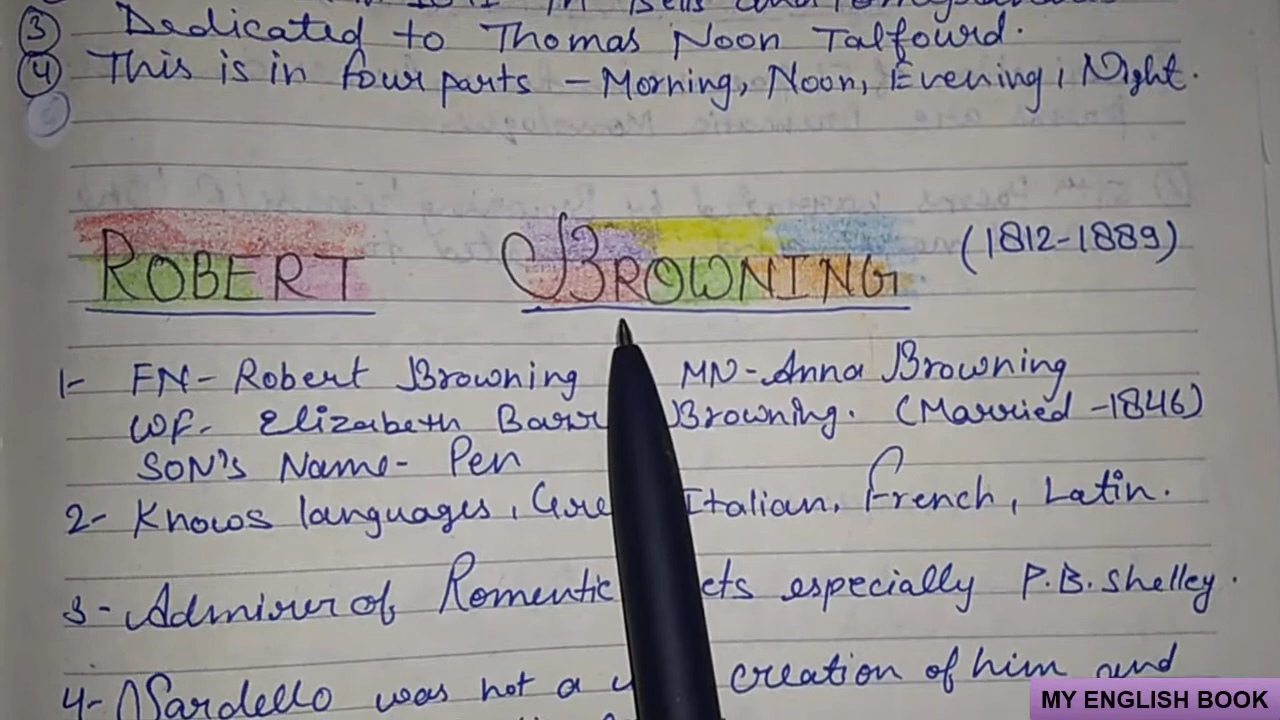 ③ Dedicated to Thomas Noon Talfourd.
④ This is in four parts - Morning, Noon, Evening, Night.
ROBERT BROWNING (1812-1889)
1- FN- Robert Browning MN- Anna Browning
WF- Elizabeth Barr Browning. (Married -1846)
SON's Name- Pen
2- Knows languages, Gre Italian, French, Latin.
3- Admirer of Romentic ets especially P.B. Shelley.
4- Sardello was not a creation of him and
MY ENGLISH BOOK